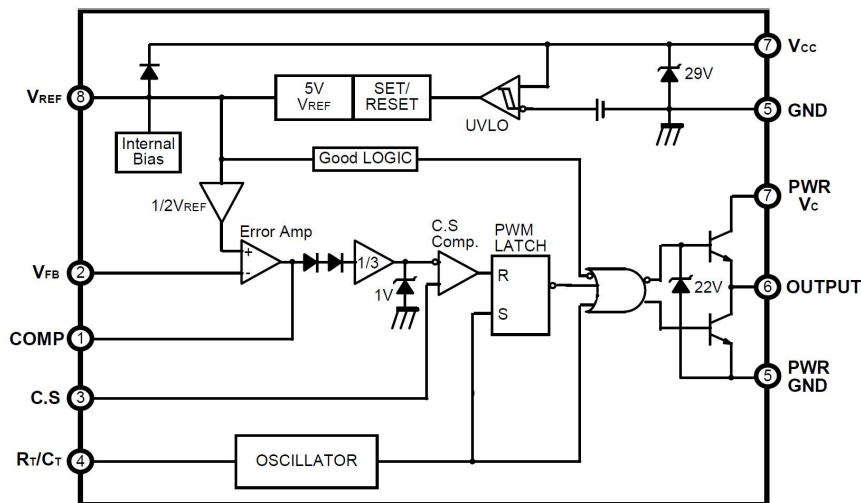 7 VCC
29V
VREF 8
5V VREF
SET/ RESET
UVLO
5 GND
Internal Bias
Good LOGIC
1/2VREF
7 PWR VC
Error Amp
C.S Comp.
PWM LATCH
+
-
1/3
1V
R
S
VFB 2
22V
6 OUTPUT
COMP 1
5 PWR GND
C.S 3
RT/CT 4
OSCILLATOR